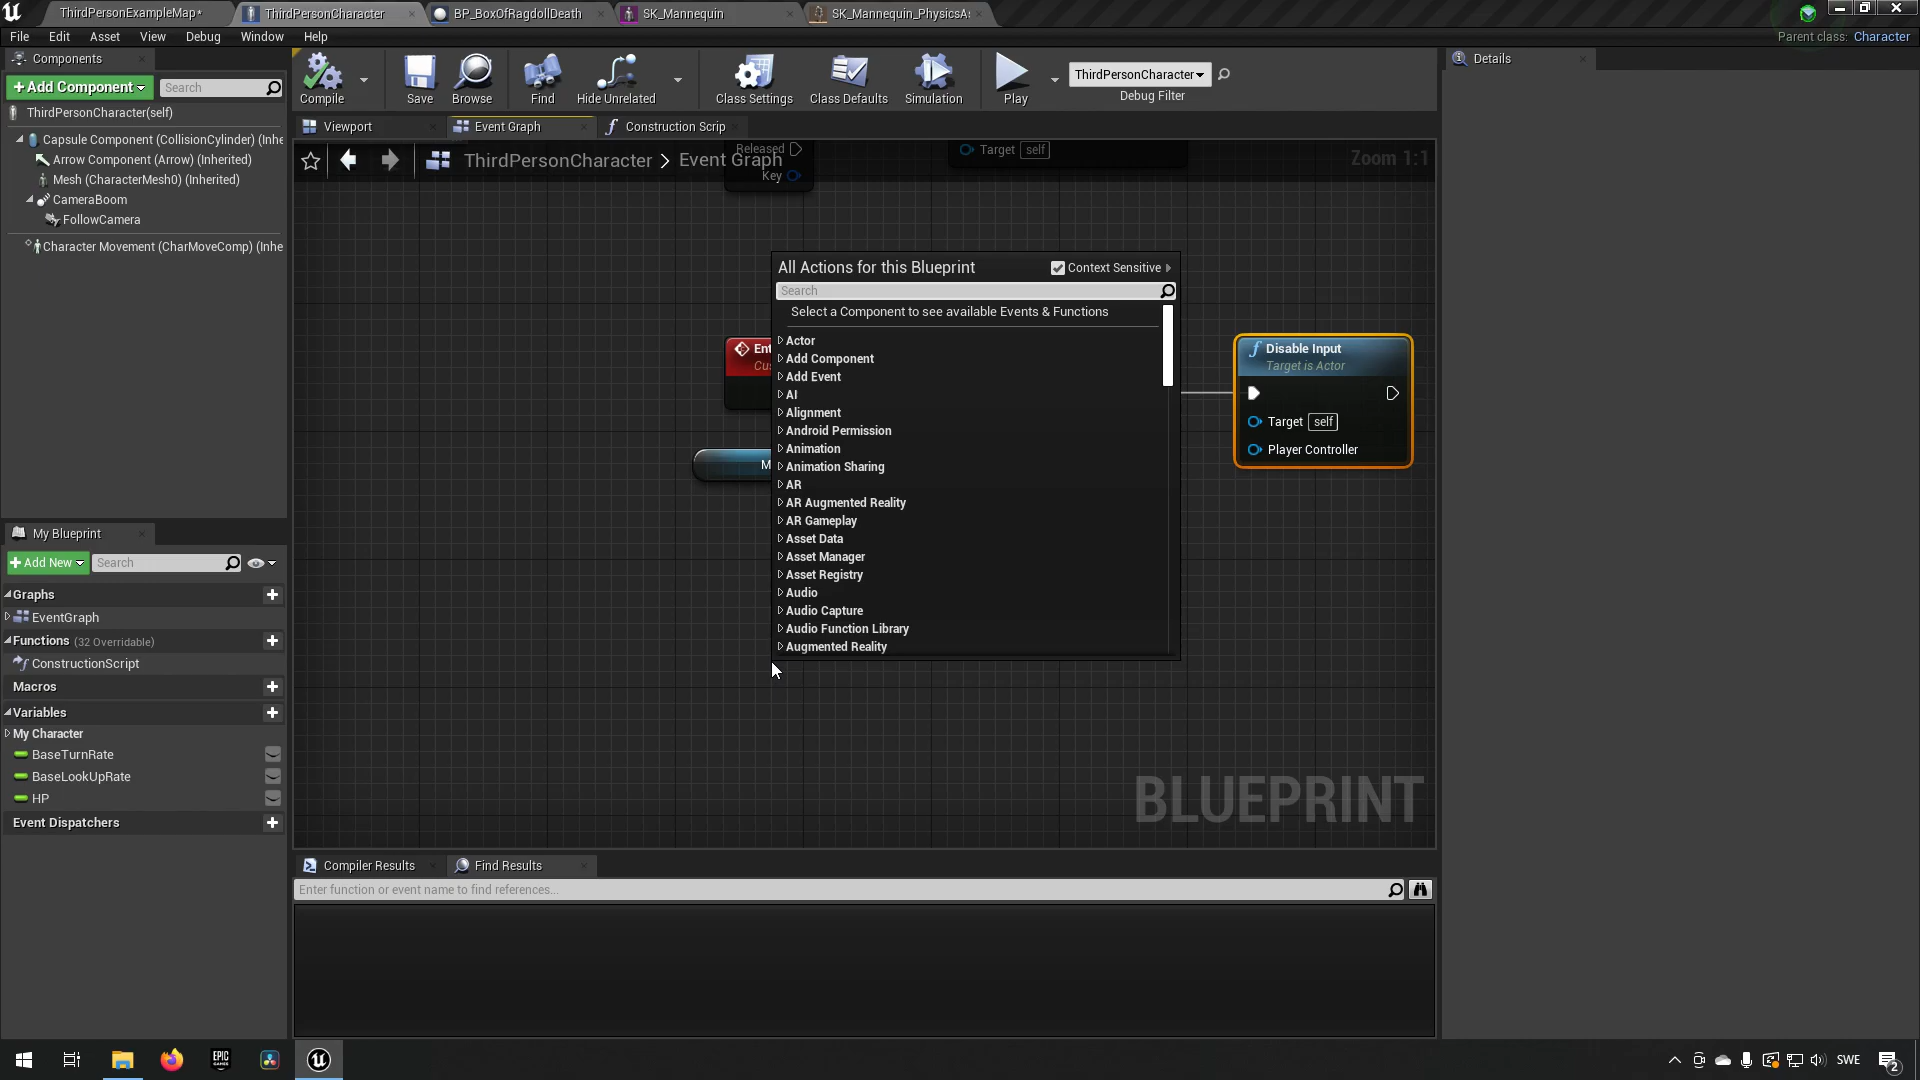 ThirdPersonExampleMap*
ThirdPersonCharacter
BP_BoxOfRagdollDeath
SK_Mannequin
SK_Mannequin_PhysicsA
File
Edit
Asset
View
Debug
Window
Help
Parent class: Character
Components
+Add Component
Search
ThirdPersonCharacter(self)
Capsule Component (CollisionCylinder) (Inhe
Arrow Component (Arrow) (Inherited)
Mesh (CharacterMesh0) (Inherited)
CameraBoom
FollowCamera
Character Movement (CharMoveComp) (Inhe
Compile
Save
Browse
Find
Hide Unrelated
Class Settings
Class Defaults
Simulation
Play
ThirdPersonCharacter
Debug Filter
Details
Viewport
Event Graph
Construction Scrip
ThirdPersonCharacter > Event Graph
Zoom 1:1
Released
Key
Target self
All Actions for this Blueprint
Context Sensitive
Search
Select a Component to see available Events & Functions
Actor
Add Component
Add Event
AI
Alignment
Android Permission
Animation
Animation Sharing
AR
AR Augmented Reality
AR Gameplay
Asset Data
Asset Manager
Asset Registry
Audio
Audio Capture
Audio Function Library
Augmented Reality
Ent
Cus
M
Disable Input
Target is Actor
Target self
Player Controller
BLUEPRINT
My Blueprint
+Add New
Search
Graphs
EventGraph
Functions (32 Overridable)
ConstructionScript
Macros
Variables
My Character
BaseTurnRate
BaseLookUpRate
HP
Event Dispatchers
Compiler Results
Find Results
Enter function or event name to find references...
EPIC
GAMES
SWE
2